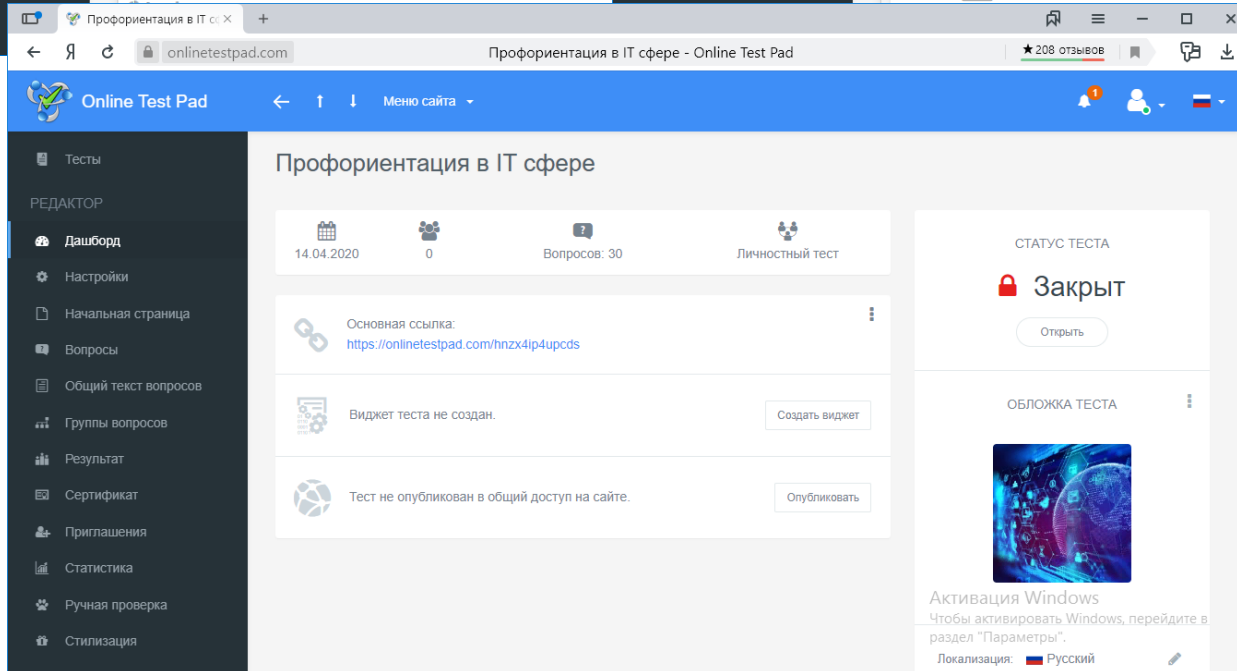 Профориентация в IT сс
onlinetestpad.com
Профориентация в IT сфере - Online Test Pad
★ 208 отзывов
Online Test Pad
Меню сайта
1
Тесты
РЕДАКТОР
Дашборд
Настройки
Начальная страница
Вопросы
Общий текст вопросов
Группы вопросов
Результат
Сертификат
Приглашения
Статистика
Ручная проверка
Стилизация
Профориентация в IT сфере
14.04.2020
0
Вопросов: 30
Личностный тест
Основная ссылка:
https://onlinetestpad.com/hnzx4ip4upcds
Виджет теста не создан.
Создать виджет
Тест не опубликован в общий доступ на сайте.
Опубликовать
СТАТУС ТЕСТА
Закрыт
Открыть
ОБЛОЖКА ТЕСТА
Активация Windows
Чтобы активировать Windows, перейдите в
раздел "Параметры".
Локализация: Русский